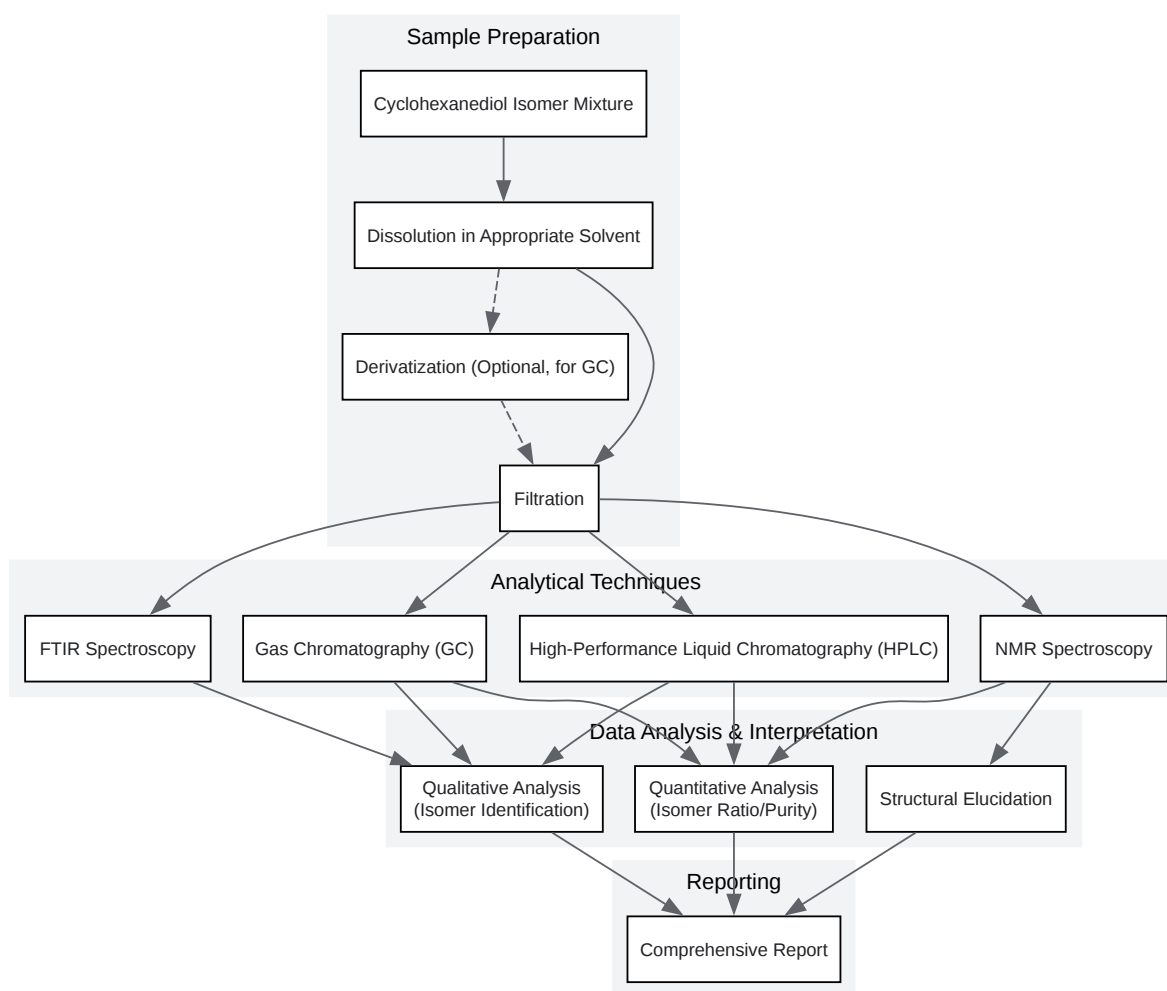 Sample Preparation
Cyclohexanediol Isomer Mixture
Dissolution in Appropriate Solvent
Derivatization (Optional, for GC)
Filtration
Analytical Techniques
FTIR Spectroscopy
Gas Chromatography (GC)
High-Performance Liquid Chromatography (HPLC)
NMR Spectroscopy
Data Analysis & Interpretation
Qualitative Analysis
(Isomer Identification)
Quantitative Analysis
(Isomer Ratio/Purity)
Structural Elucidation
Reporting
Comprehensive Report